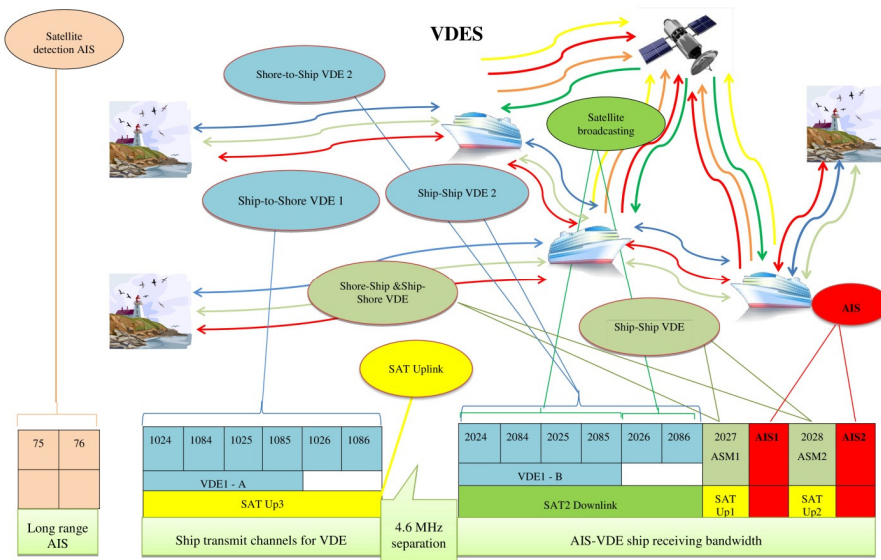 VDES
Satellite
detection AIS
Shore-to-Ship VDE 2
Satellite
broadcasting
Ship-to-Shore VDE 1
Ship-Ship VDE 2
Shore-Ship &Ship-
Shore VDE
Ship-Ship VDE
AIS
SAT Uplink
75 76
1024 1084 1025 1085 1026 1086
2024 2084 2025 2085 2026 2086 2027 AIS1 2028 AIS2
ASM1 ASM2
VDE1 - A
VDE1 - B
SAT Up3
SAT2 Downlink
SAT
Up1
SAT
Up2
Long range
AIS
Ship transmit channels for VDE
4.6 MHz
separation
AIS-VDE ship receiving bandwidth